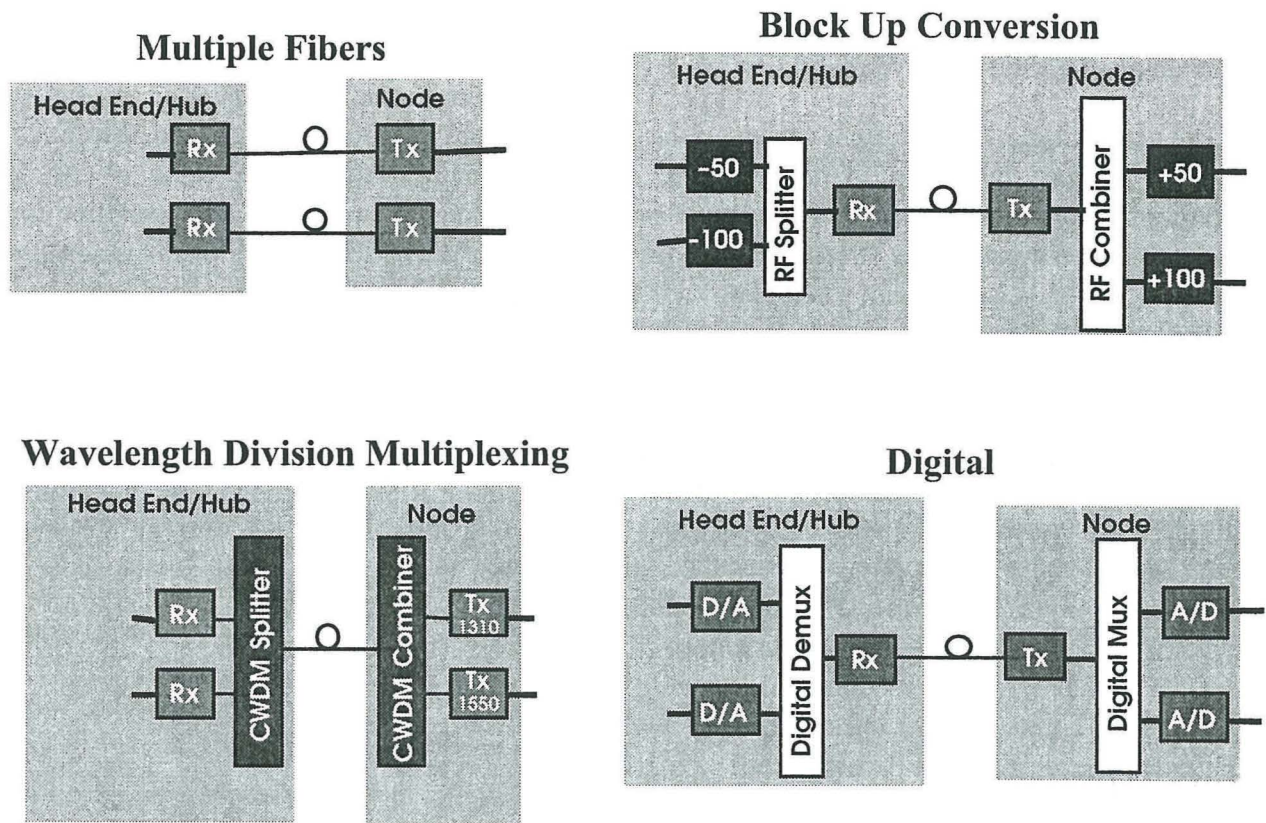 Multiple Fibers
Head End/Hub
Node
Rx
Tx
Rx
Tx
Block Up Conversion
Head End/Hub
Node
-50
-100
RF Splitter
Rx
Tx
RF Combiner
+50
+100
Wavelength Division Multiplexing
Head End/Hub
Node
Rx
Rx
CWDM Splitter
CWDM Combiner
Tx
1310
Tx
1550
Digital
Head End/Hub
Node
D/A
D/A
Digital Demux
Rx
Tx
Digital Mux
A/D
A/D